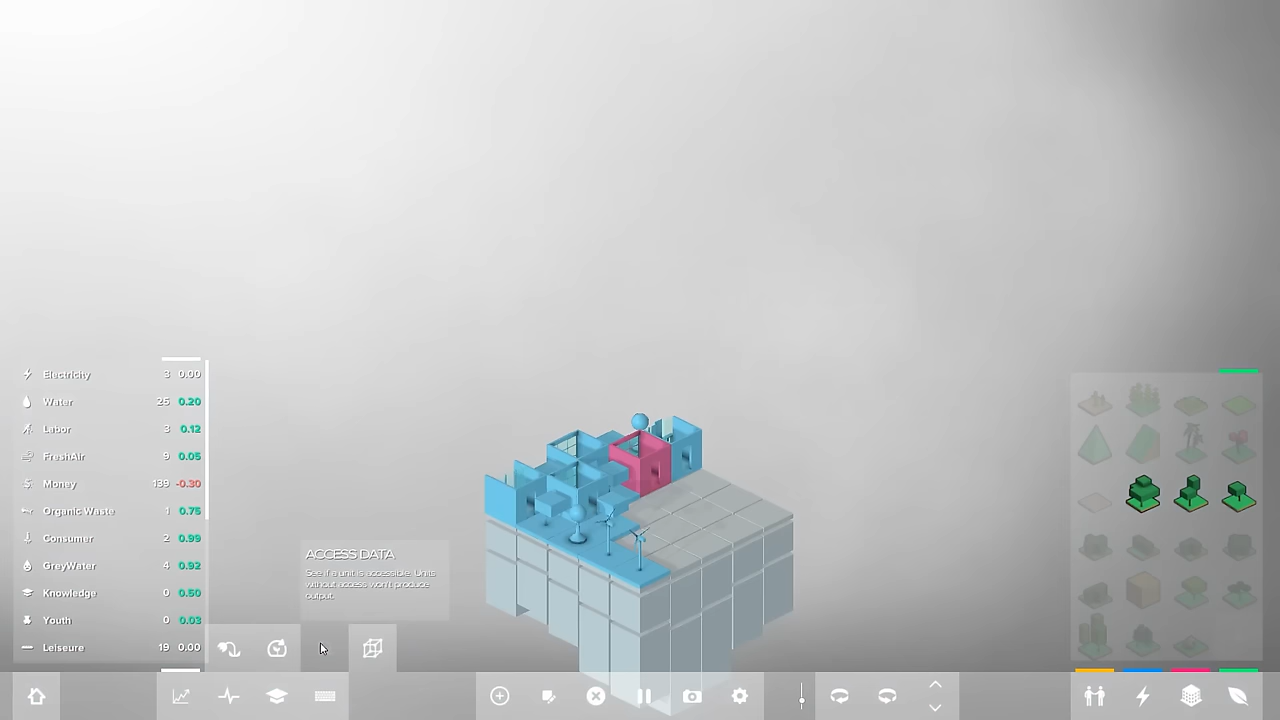 Electricity 3 0.00
Water 25 0.20
Labor 3 0.12
FreshAir 9 0.05
Money 139 -0.30
Organic Waste 1 0.75
Consumer 2 0.99
GreyWater 4 0.92
Knowledge 0 0.50
Youth 0 0.03
Leiseure 19 0.00
ACCESS DATA
See if a unit is accessible. Units
without access won't produce
output.